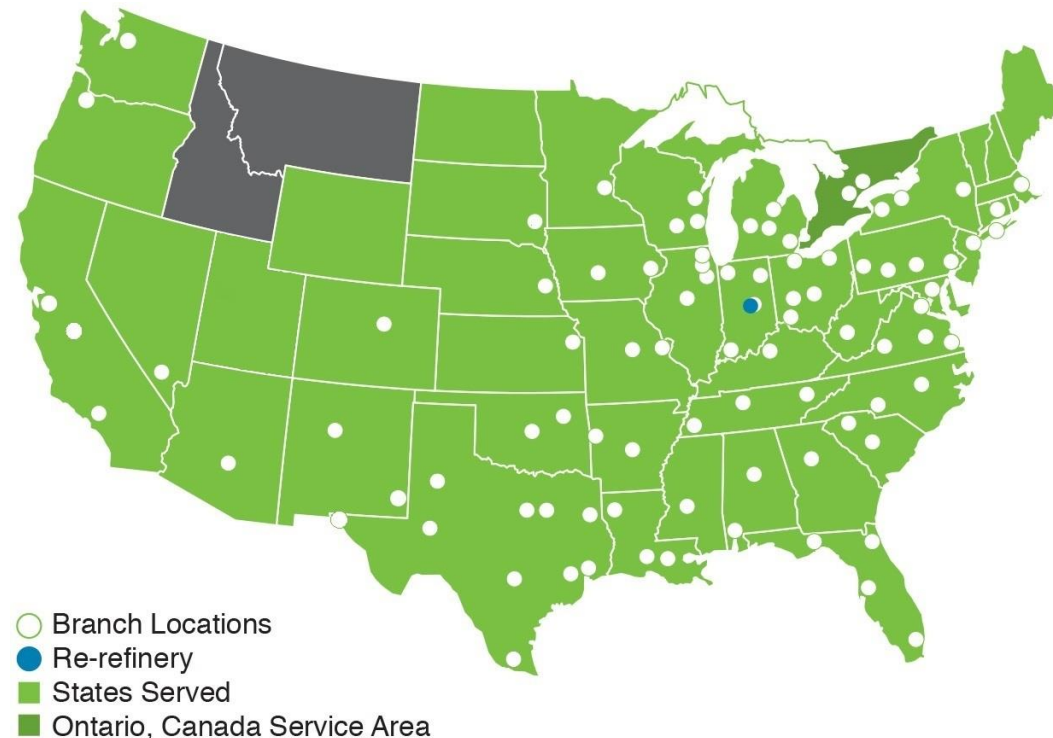 Branch Locations
Re-refinery
States Served
Ontario, Canada Service Area